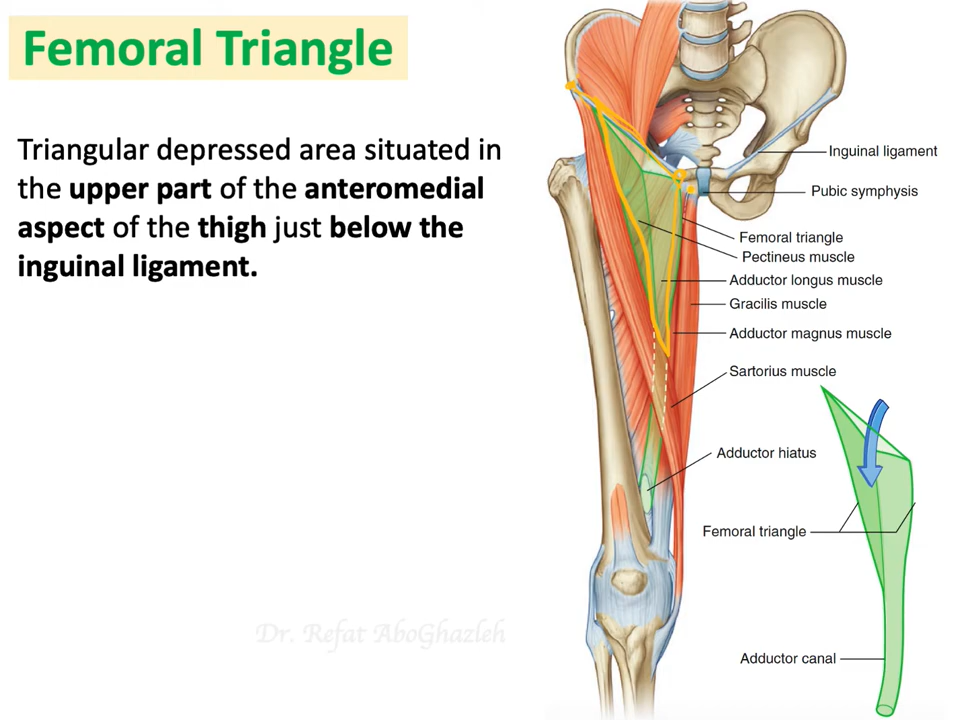 Femoral Triangle
Triangular depressed area situated in
the upper part of the anteromedial
aspect of the thigh just below the
inguinal ligament.
Inguinal ligament
Pubic symphysis
Femoral triangle
Pectineus muscle
Adductor longus muscle
Gracilis muscle
Adductor magnus muscle
Sartorius muscle
Adductor hiatus
Femoral triangle
Adductor canal
Dr. Refat AboGhazleh